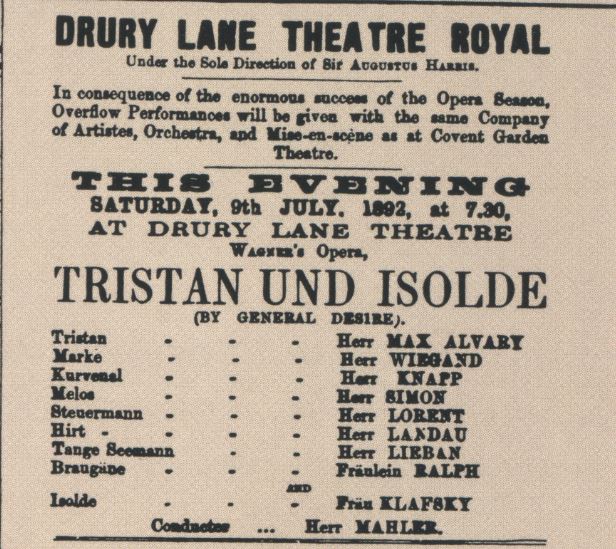 DRURY LANE THEATRE ROYAL
Under the Sole Direction of Sir AUGUSTUS HARRIS.
In consequence of the enormous success of the Opera Season,
Overflow Performances will be given with the same Company
of Artistes, Orchestra, and Mise-en-scène as at Covent Garden
Theatre.
THIS EVENING
SATURDAY, 9th JULY. 1892, at 7.30,
AT DRURY LANE THEATRE
WAGNER'S Opera,
TRISTAN UND ISOLDE
(BY GENERAL DESIRE).
Tristan - - - Herr MAX ALVARY
Marke - - - Herr WIEGAND
Kurvenal - - - Herr KNAPP
Melos - - - Herr SIMON
Steuermann - - - Herr LORENT
Hirt - - - - Herr LANDAU
Tange Seemann - - Herr LIEBAN
Braugäne - - - Fräulein RALPH
AND
Isolde - - - Fräu KLAFSKY
Conductor ... Herr MAHLER.